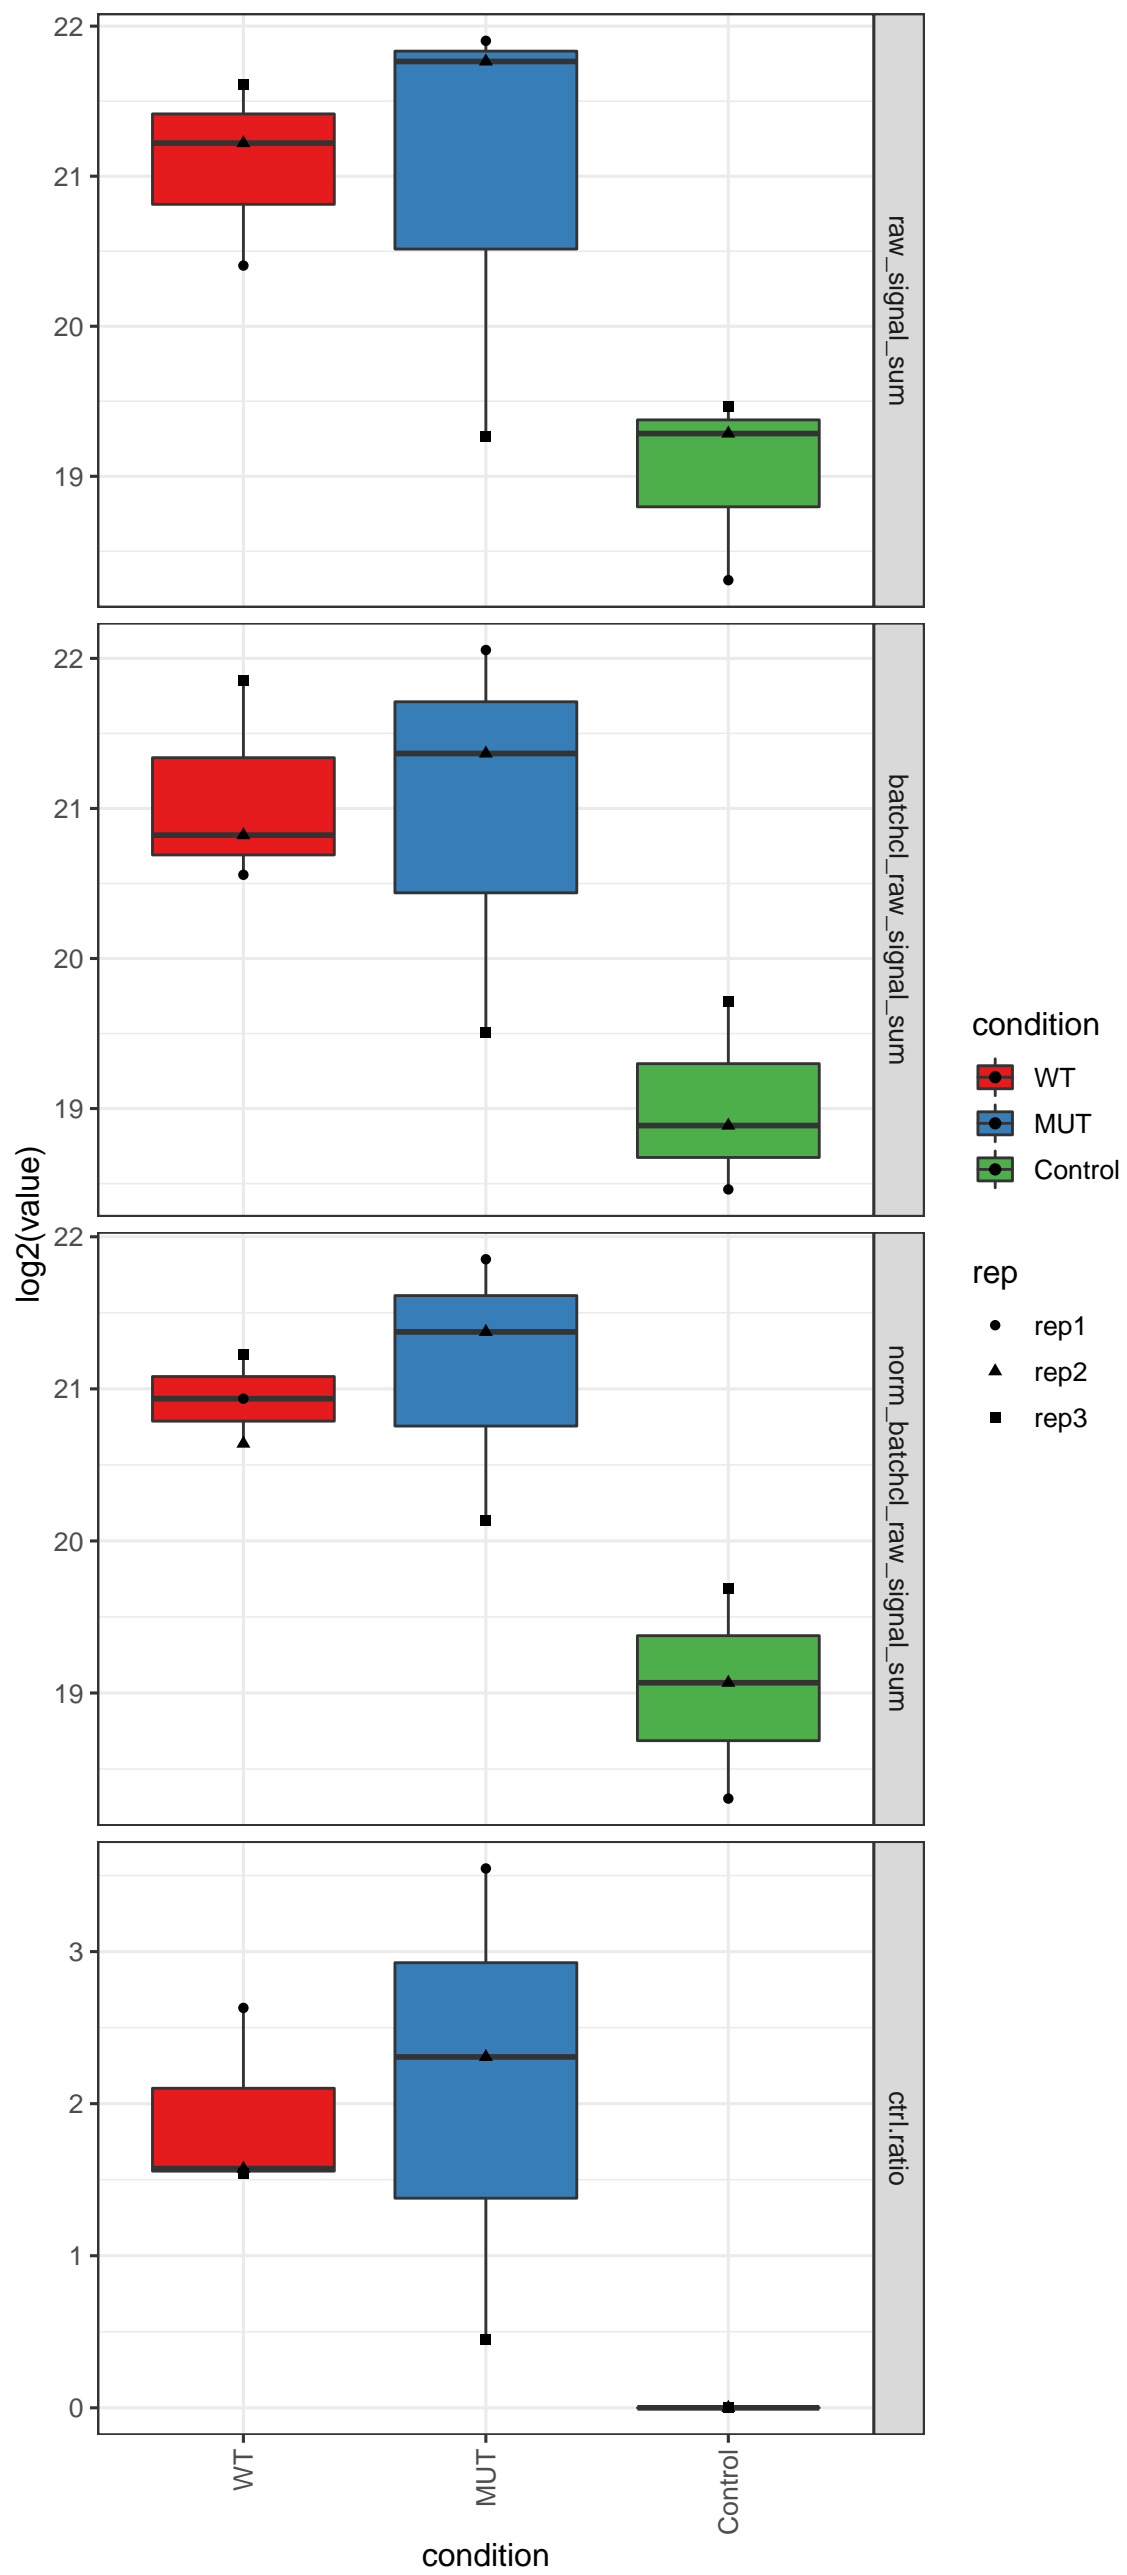 log2(value)
22
21
20
19
raw_signal_sum
22
21
20
19
batchcl_raw_signal_sum
22
21
20
19
norm_batchcl_raw_signal_sum
3
2
1
0
ctrl.ratio
WT
MUT
Control
condition
condition
WT
MUT
Control
rep
rep1
rep2
rep3